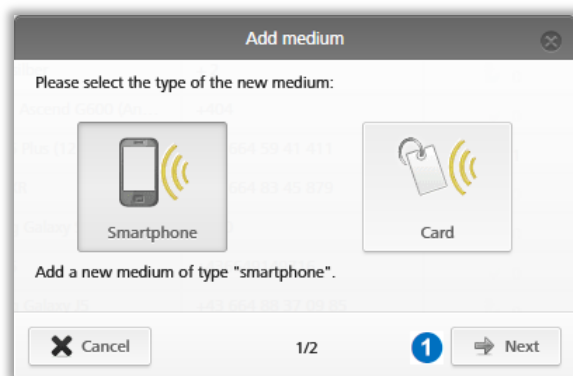 Add medium
Please select the type of the new medium:
Smartphone
Card
Add a new medium of type "smartphone".
Cancel
1/2
1
Next